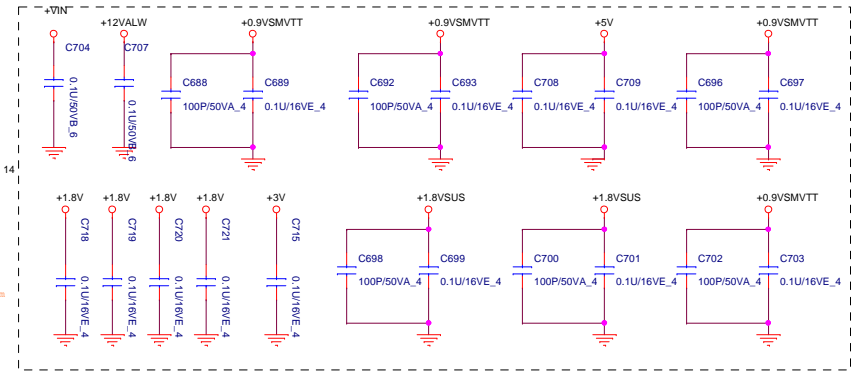 +VIN
+12VALW
+0.9VSMVTT
+0.9VSMVTT
+5V
+0.9VSMVTT
C704
C707
0.1U/50VB_6
0.1U/50VB_6
C688
100P/50VA_4
C689
0.1U/16VE_4
C692
100P/50VA_4
C693
0.1U/16VE_4
C708
0.1U/16VE_4
C709
0.1U/16VE_4
C696
100P/50VA_4
C697
0.1U/16VE_4
14
+1.8V
+1.8V
+1.8V
+1.8V
+3V
+1.8VSUS
+1.8VSUS
+0.9VSMVTT
C718
C719
C720
C721
C715
0.1U/16VE_4
0.1U/16VE_4
0.1U/16VE_4
0.1U/16VE_4
0.1U/16VE_4
C698
100P/50VA_4
C699
0.1U/16VE_4
C700
100P/50VA_4
C701
0.1U/16VE_4
C702
100P/50VA_4
C703
0.1U/16VE_4